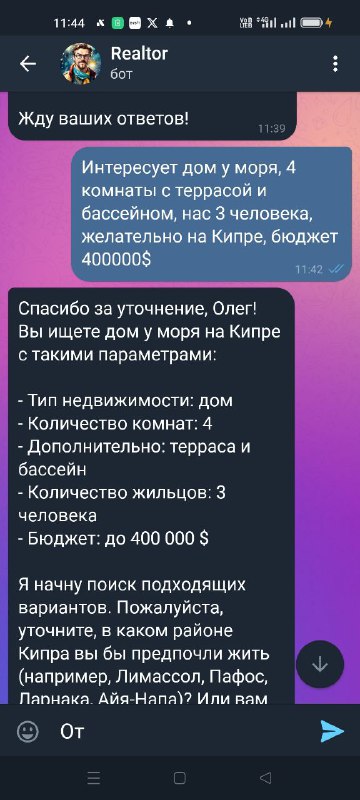 11:44
Realtor
бот
Жду ваших ответов!
11:39
Интересует дом у моря, 4
комнаты с террасой и
бассейном, нас 3 человека,
желательно на Кипре, бюджет
400000$
11:42
Спасибо за уточнение, Олег!
Вы ищете дом у моря на Кипре
с такими параметрами:
- Тип недвижимости: дом
- Количество комнат: 4
- Дополнительно: терраса и
бассейн
- Количество жильцов: 3
человека
- Бюджет: до 400 000 $
Я начну поиск подходящих
вариантов. Пожалуйста,
уточните, в каком районе
Кипра вы бы предпочли жить
(например, Лимассол, Пафос,
Ларнака, Айя-Напа)? Или вам
От